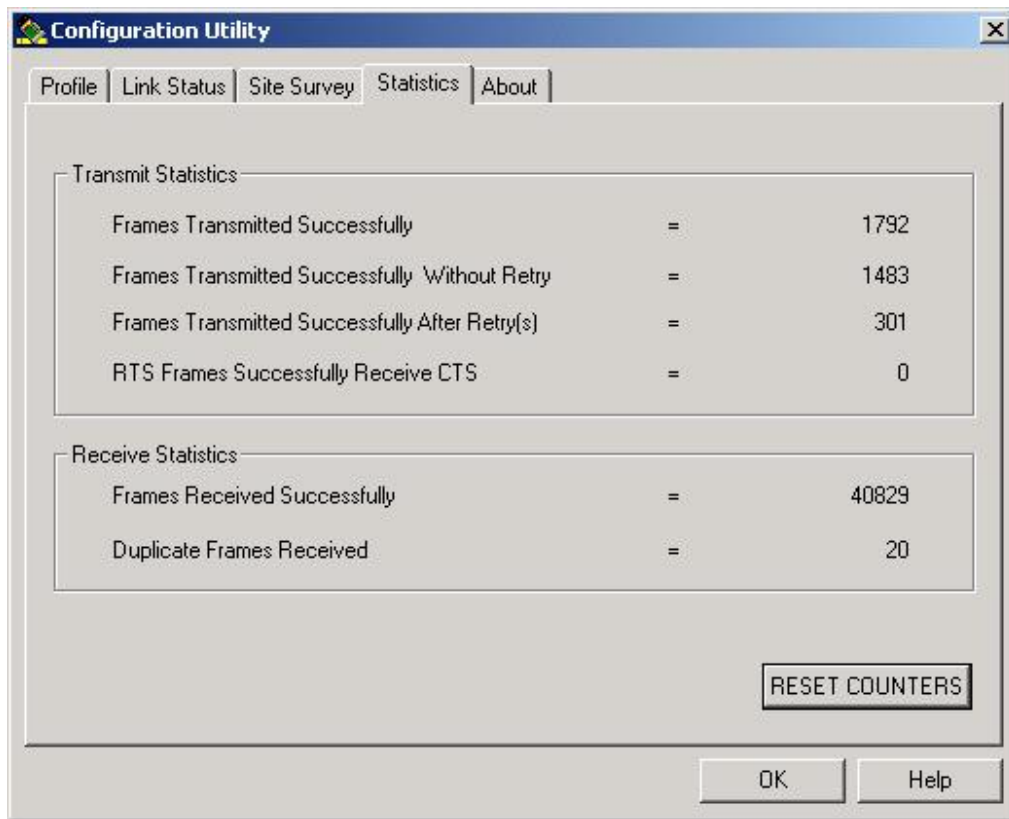 Configuration Utility
Profile Link Status Site Survey Statistics About
Transmit Statistics
Frames Transmitted Successfully = 1792
Frames Transmitted Successfully Without Retry = 1483
Frames Transmitted Successfully After Retry(s) = 301
RTS Frames Successfully Receive CTS = 0
Receive Statistics
Frames Received Successfully = 40829
Duplicate Frames Received = 20
RESET COUNTERS
OK Help